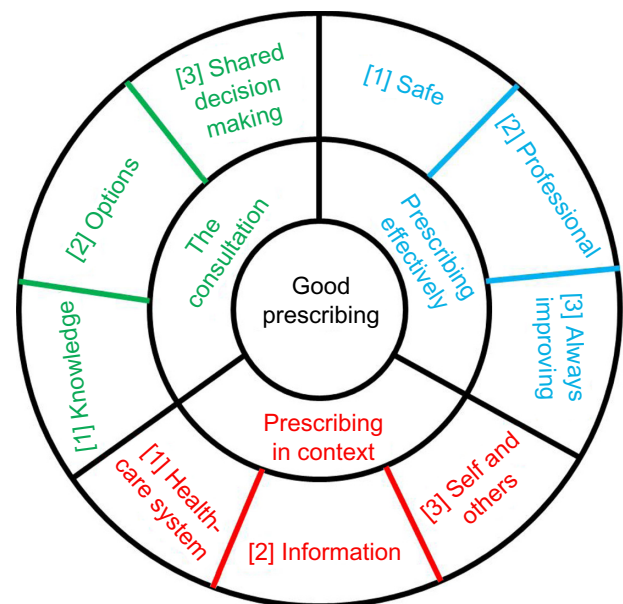 Good
prescribing
The
consultation
[1] Knowledge
[2] Options
[3] Shared
decision
making
Prescribing
effectively
[1] Safe
[2] Professional
[3] Always
improving
Prescribing
in context
[1] Health-
care system
[2] Information
[3] Self and
others